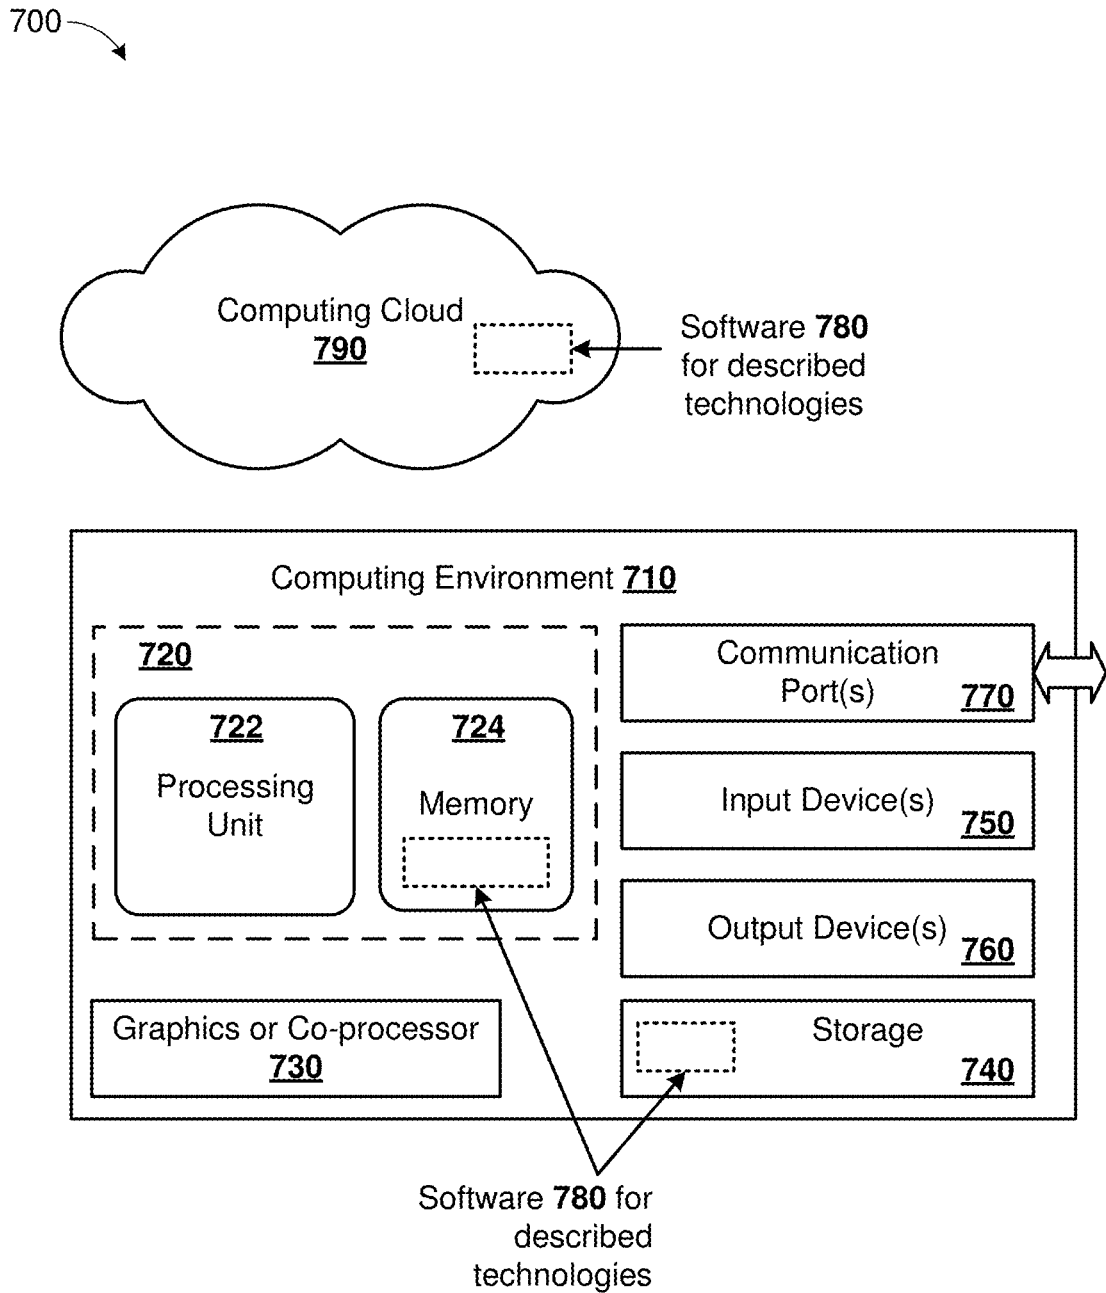 700
Computing Cloud
790
Software 780
for described
technologies
Computing Environment 710
720
722
Processing
Unit
724
Memory
Communication
Port(s)
770
Input Device(s)
750
Output Device(s)
760
Graphics or Co-processor
730
Storage
740
Software 780 for
described
technologies